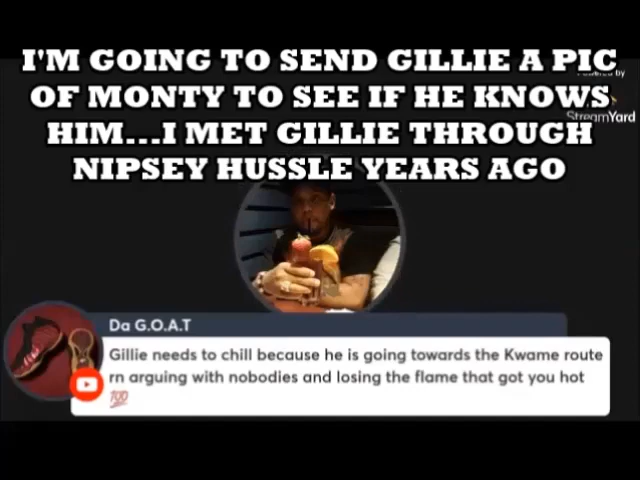 I'M GOING TO SEND GILLIE A PIC
OF MONTY TO SEE IF HE KNOWS
HIM...I MET GILLIE THROUGH
NIPSEY HUSSLE YEARS AGO
by
StreamYard
Da G.O.A.T
Gillie needs to chill because he is going towards the Kwame route
rn arguing with nobodies and losing the flame that got you hot
💯